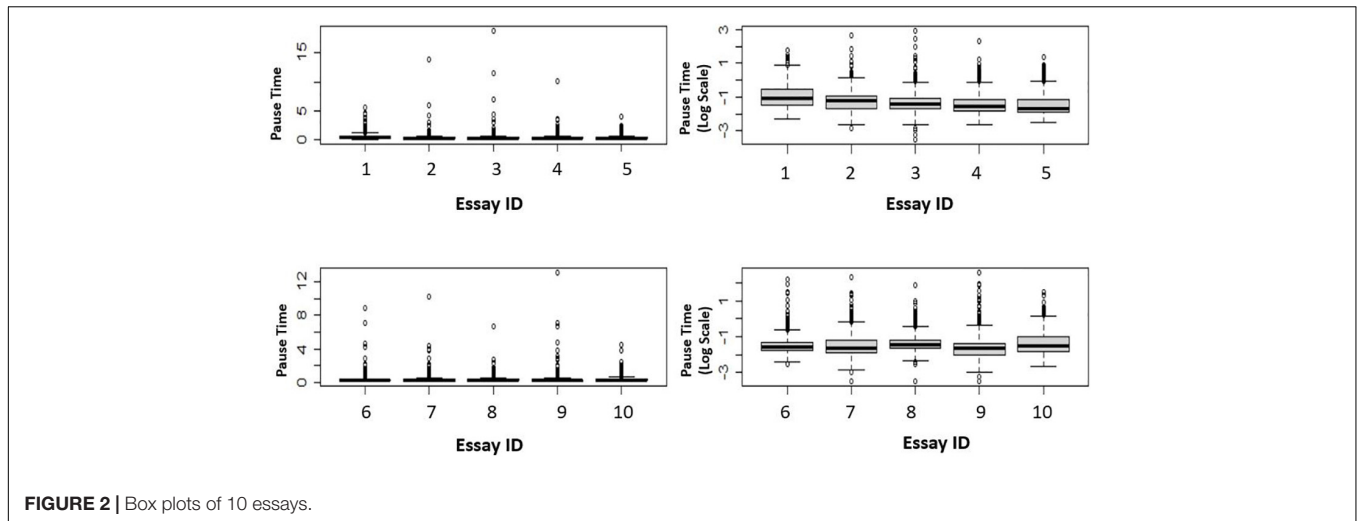 Pause Time
15
5
0
1 2 3 4 5
Essay ID
Pause Time
(Log Scale)
3
1
-1
-3
1 2 3 4 5
Essay ID
Pause Time
12
8
4
0
6 7 8 9 10
Essay ID
Pause Time
(Log Scale)
1
-1
-3
6 7 8 9 10
Essay ID
FIGURE 2 | Box plots of 10 essays.